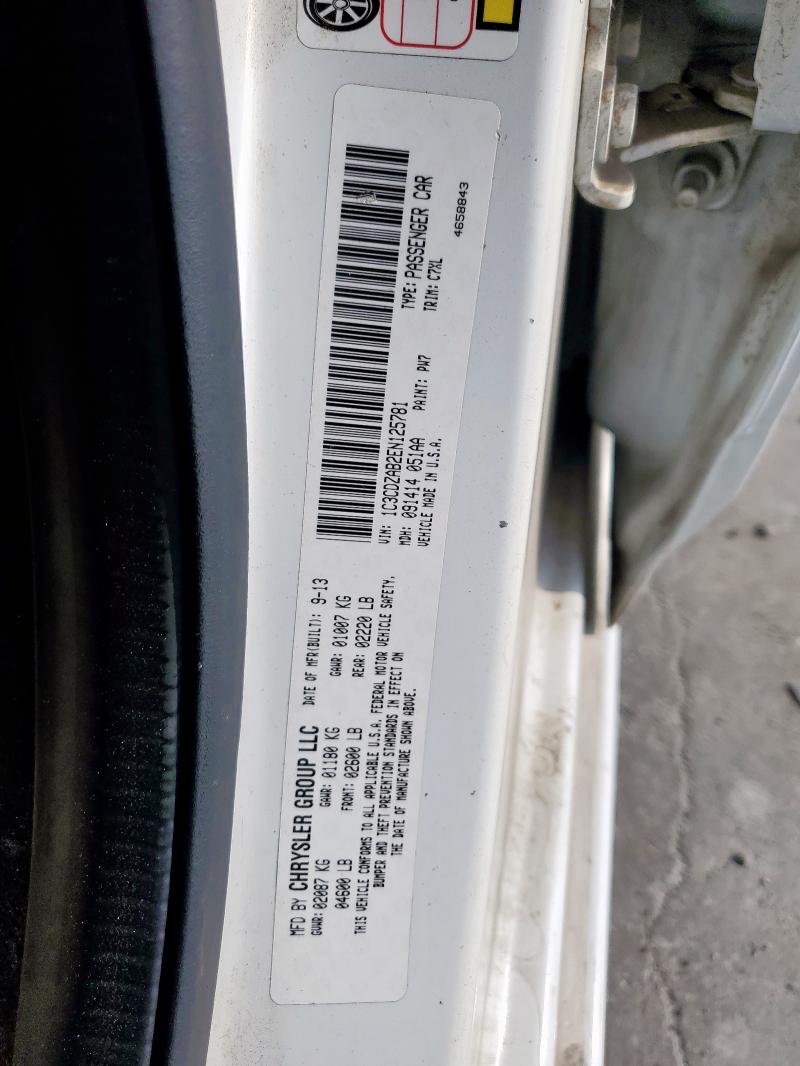 MFD BY CHRYSLER GROUP LLC
DATE OF MFR(BUILT): 9-13
GVWR: 02087 KG GAWR: 01180 KG GAWR: 01007 KG
04600 LB FRONT: 02600 LB REAR: 02220 LB
THIS VEHICLE CONFORMS TO ALL APPLICABLE U.S.A. FEDERAL MOTOR VEHICLE SAFETY,
BUMPER AND THEFT PREVENTION STANDARDS IN EFFECT ON
THE DATE OF MANUFACTURE SHOWN ABOVE.
VIN: 1C3CDZAB2EN125781
TYPE: PASSENGER CAR
MDH: 091414 051AA
PAINT: PW7 TRIM: C7XL
VEHICLE MADE IN U.S.A.
4658843